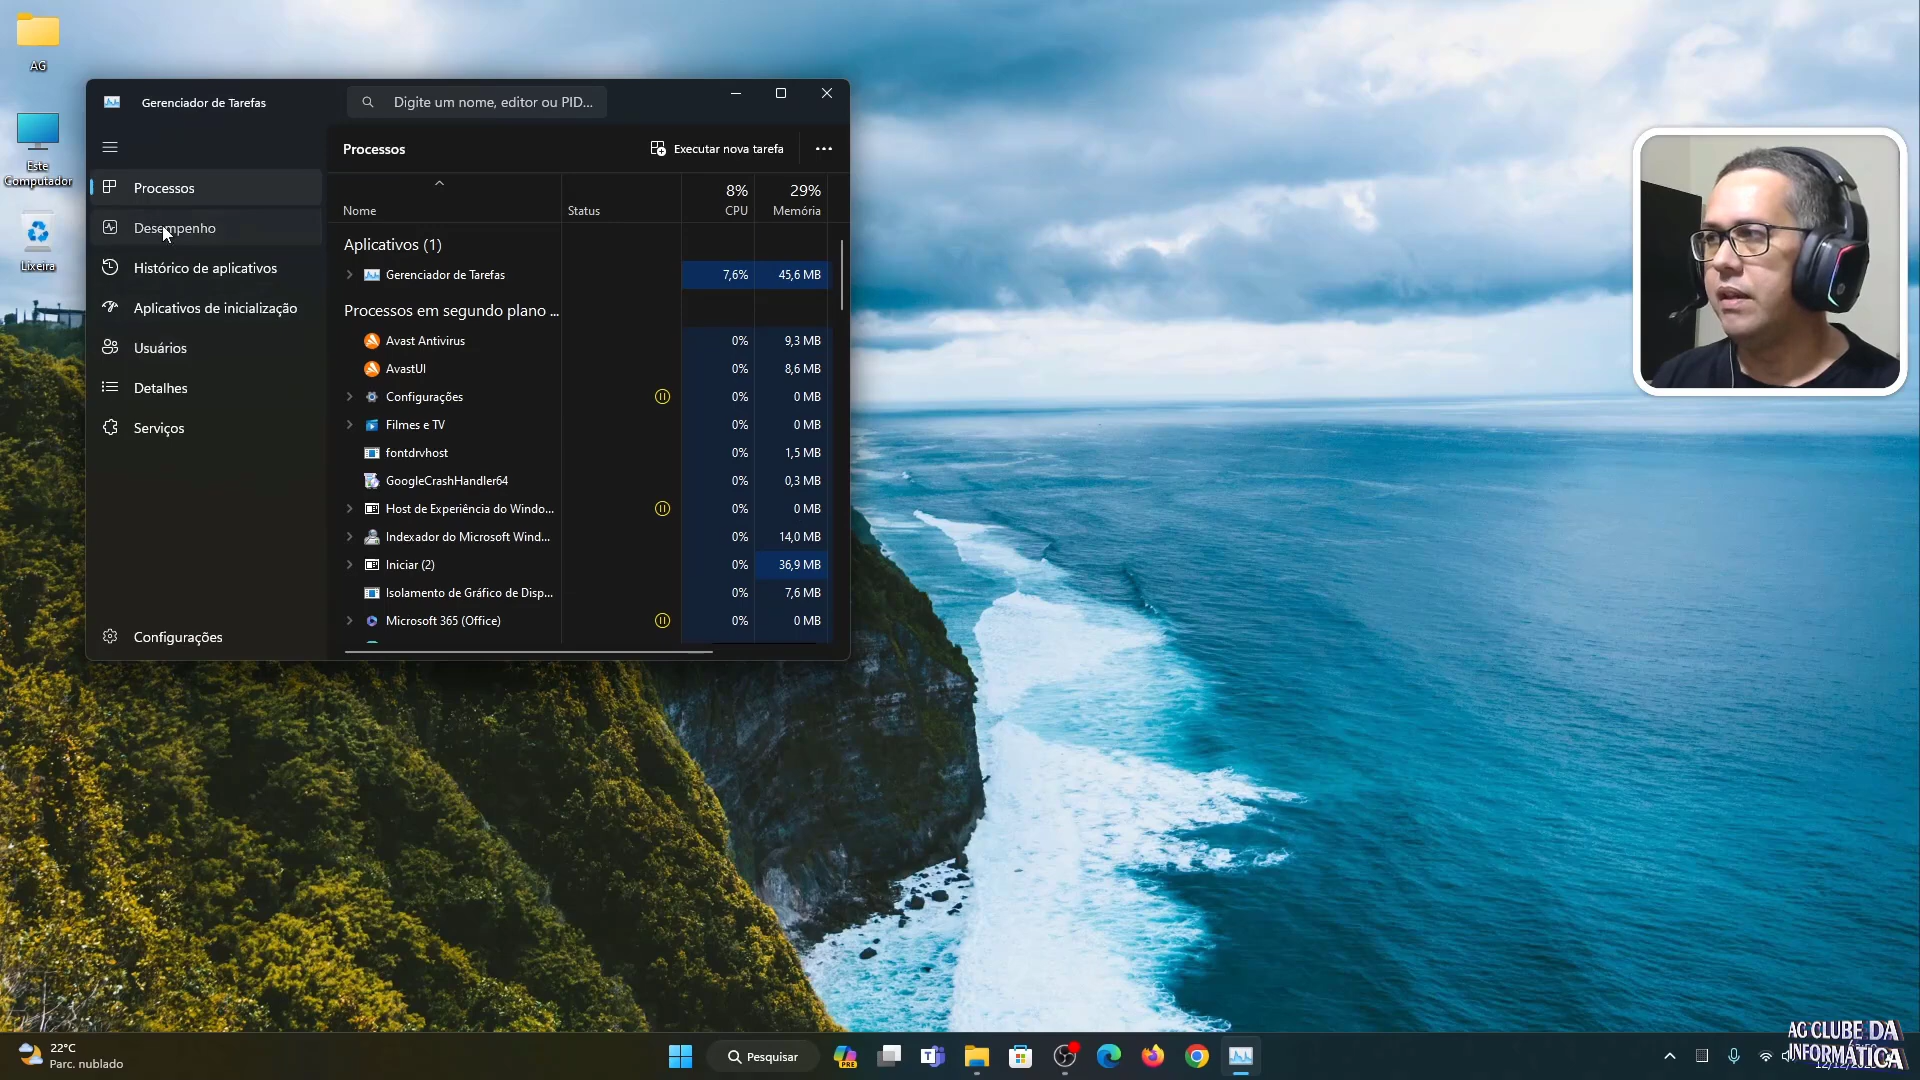 AG
Este
Computador
Lixeira
Gerenciador de Tarefas
Digite um nome, editor ou PID...
Processos
Desempenho
Histórico de aplicativos
Aplicativos de inicialização
Usuários
Detalhes
Serviços
Configurações
Processos
Executar nova tarefa
Nome
Status
8%
CPU
29%
Memória
Aplicativos (1)
Gerenciador de Tarefas 7,6% 45,6 MB
Processos em segundo plano ...
Avast Antivirus 0% 9,3 MB
AvastUI 0% 8,6 MB
Configurações 0% 0 MB
Filmes e TV 0% 0 MB
fontdrvhost 0% 1,5 MB
GoogleCrashHandler64 0% 0,3 MB
Host de Experiência do Windo... 0% 0 MB
Indexador do Microsoft Wind... 0% 14,0 MB
Iniciar (2) 0% 36,9 MB
Isolamento de Gráfico de Disp... 0% 7,6 MB
Microsoft 365 (Office) 0% 0 MB
22°C
Parc. nublado
Pesquisar
PRE
AG CLUBE DA
INFORMÁTICA